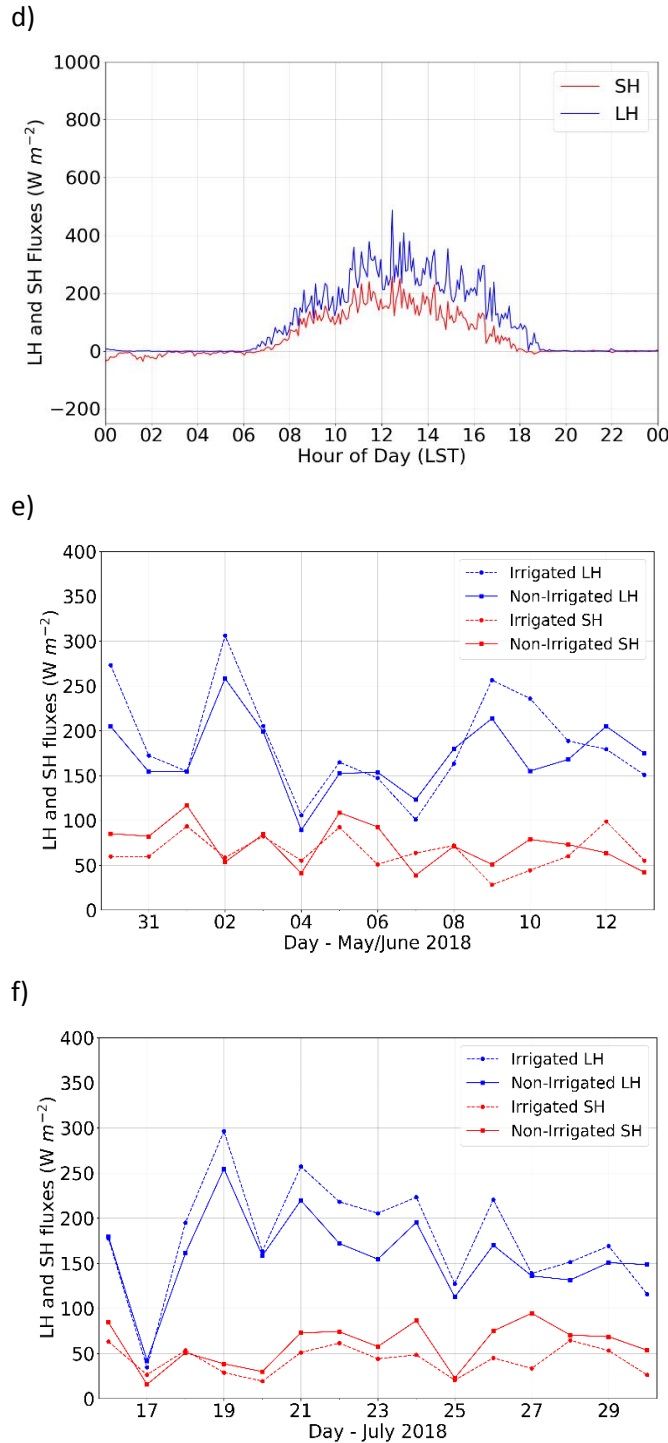 d)
1000
800
600
400
200
0
−200
LH and SH Fluxes (W m⁻²)
SH
LH
00 02 04 06 08 10 12 14 16 18 20 22 00
Hour of Day (LST)
e)
400
350
300
250
200
150
100
50
0
LH and SH fluxes (W m⁻²)
Irrigated LH
Non-Irrigated LH
Irrigated SH
Non-Irrigated SH
31 02 04 06 08 10 12
Day - May/June 2018
f)
400
350
300
250
200
150
100
50
0
LH and SH fluxes (W m⁻²)
Irrigated LH
Non-Irrigated LH
Irrigated SH
Non-Irrigated SH
17 19 21 23 25 27 29
Day - July 2018